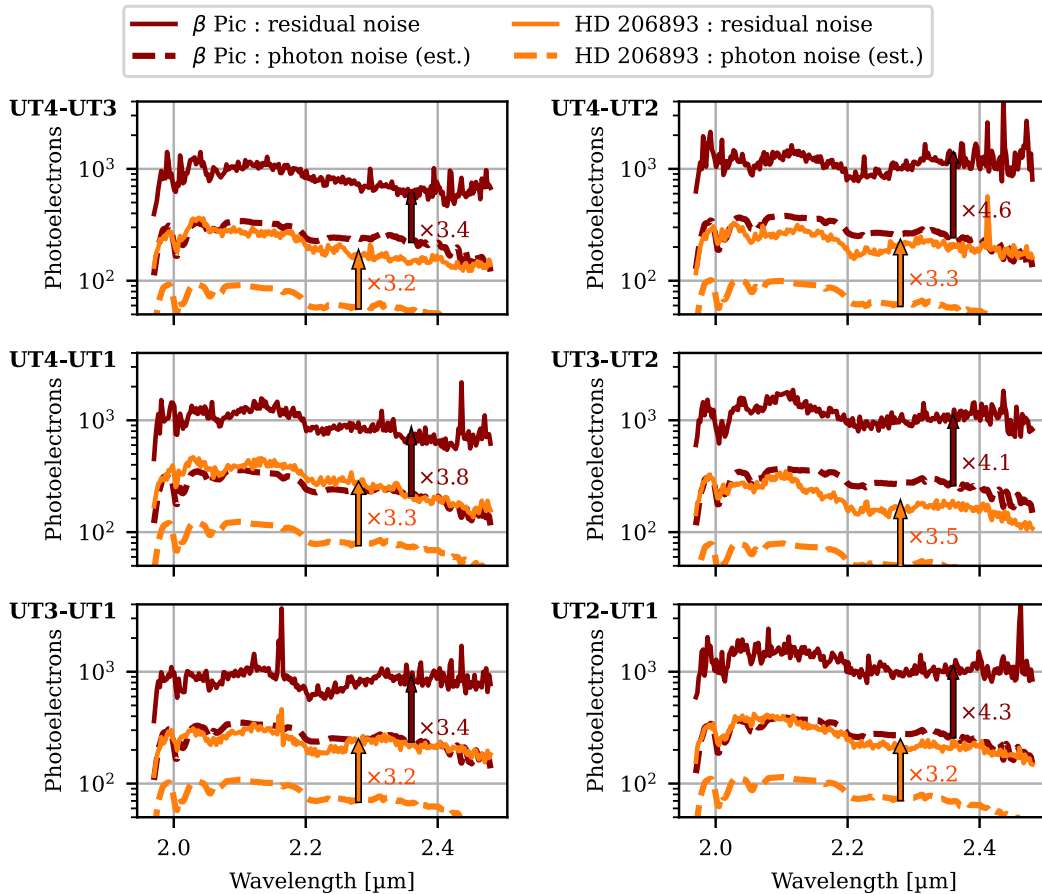 β Pic : residual noise
β Pic : photon noise (est.)
HD 206893 : residual noise
HD 206893 : photon noise (est.)
UT4-UT3
Photoelectrons
10³
10²
×3.4
×3.2
UT4-UT2
Photoelectrons
10³
10²
×4.6
×3.3
UT4-UT1
Photoelectrons
10³
10²
×3.8
×3.3
UT3-UT2
Photoelectrons
10³
10²
×4.1
×3.5
UT3-UT1
Photoelectrons
10³
10²
×3.4
×3.2
2.0 2.2 2.4
Wavelength [µm]
UT2-UT1
Photoelectrons
10³
10²
×4.3
×3.2
2.0 2.2 2.4
Wavelength [µm]